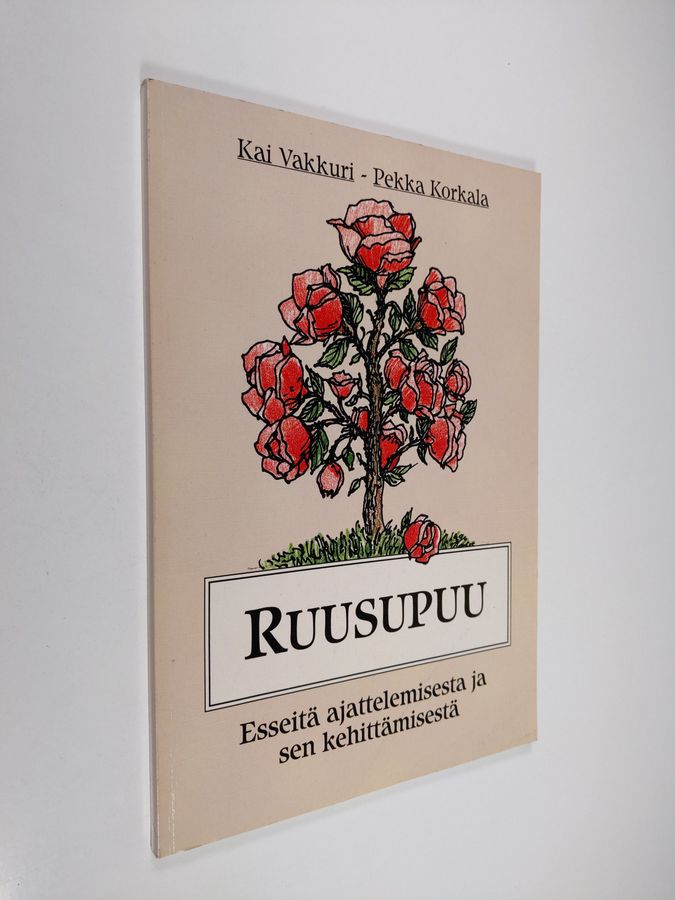 Kai Vakkuri - Pekka Korkala
RUUSUPUU
Esseitä ajattelemisesta ja
sen kehittämisestä